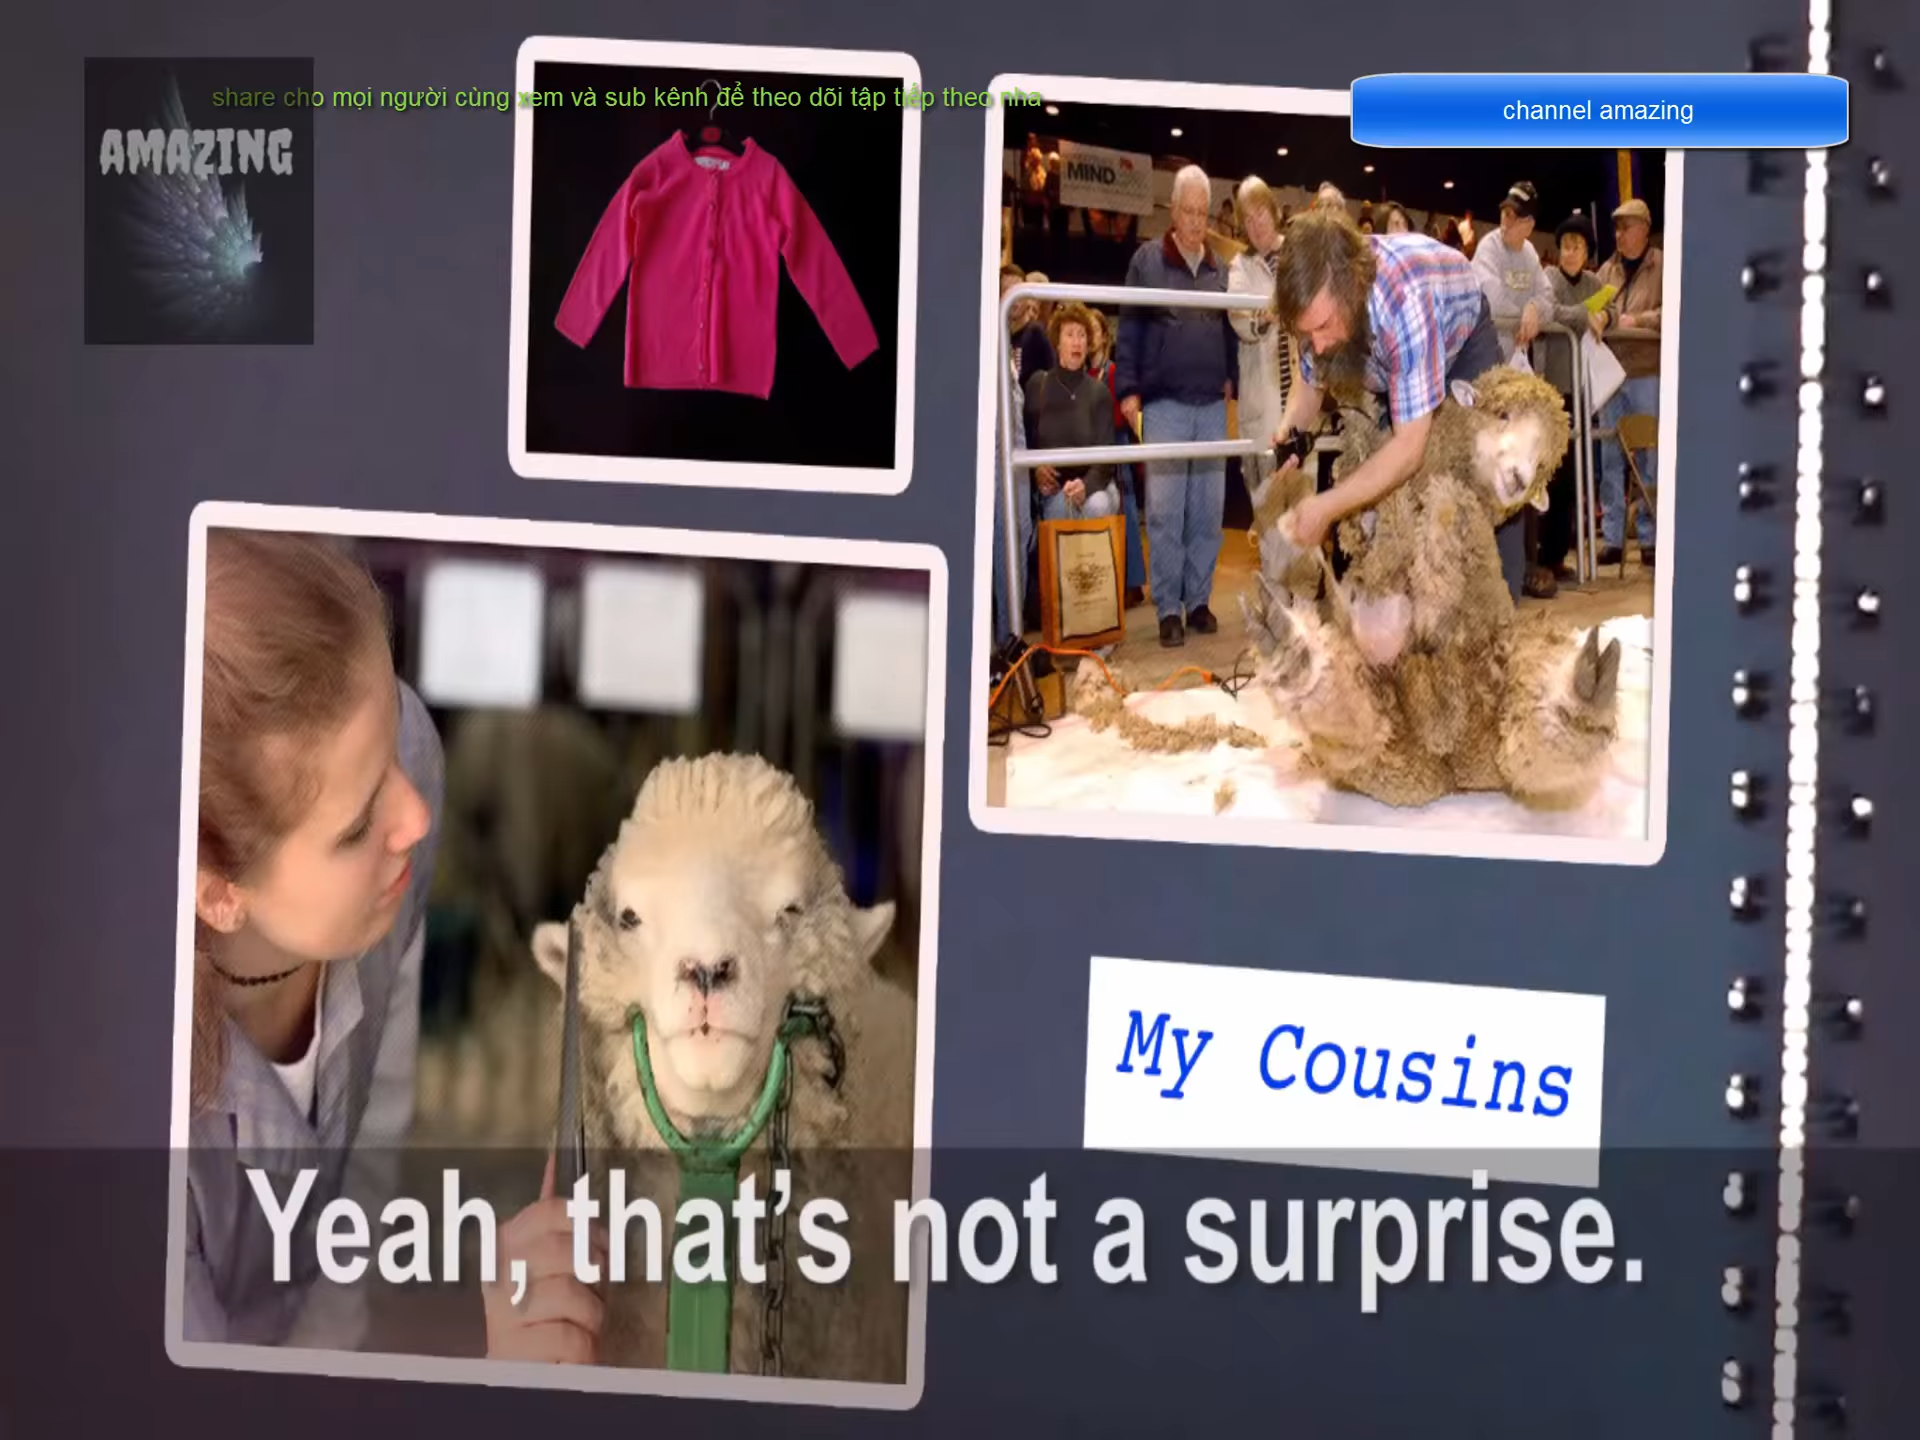 share cho mọi người cùng xem và sub kênh để theo dõi tập tiếp theo nha
channel amazing
AMAZING
MIND
My Cousins
Yeah, that’s not a surprise.